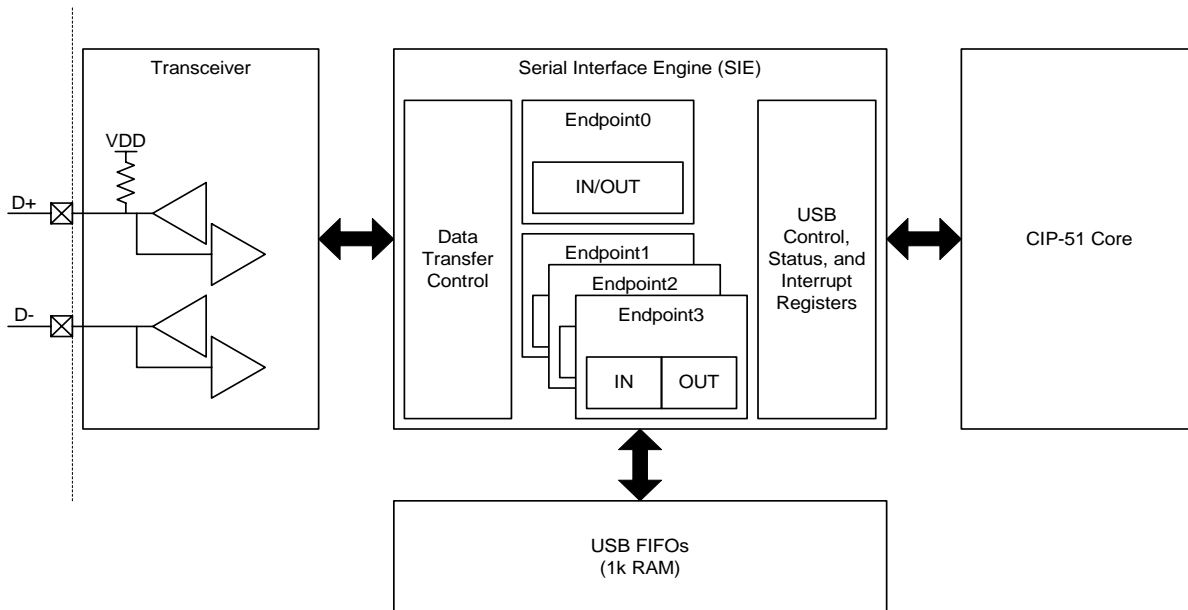 Transceiver
VDD
D+
D-
Serial Interface Engine (SIE)
Data
Transfer
Control
Endpoint0
IN/OUT
Endpoint1
Endpoint2
Endpoint3
IN
OUT
USB
Control,
Status, and
Interrupt
Registers
CIP-51 Core
USB FIFOs
(1k RAM)